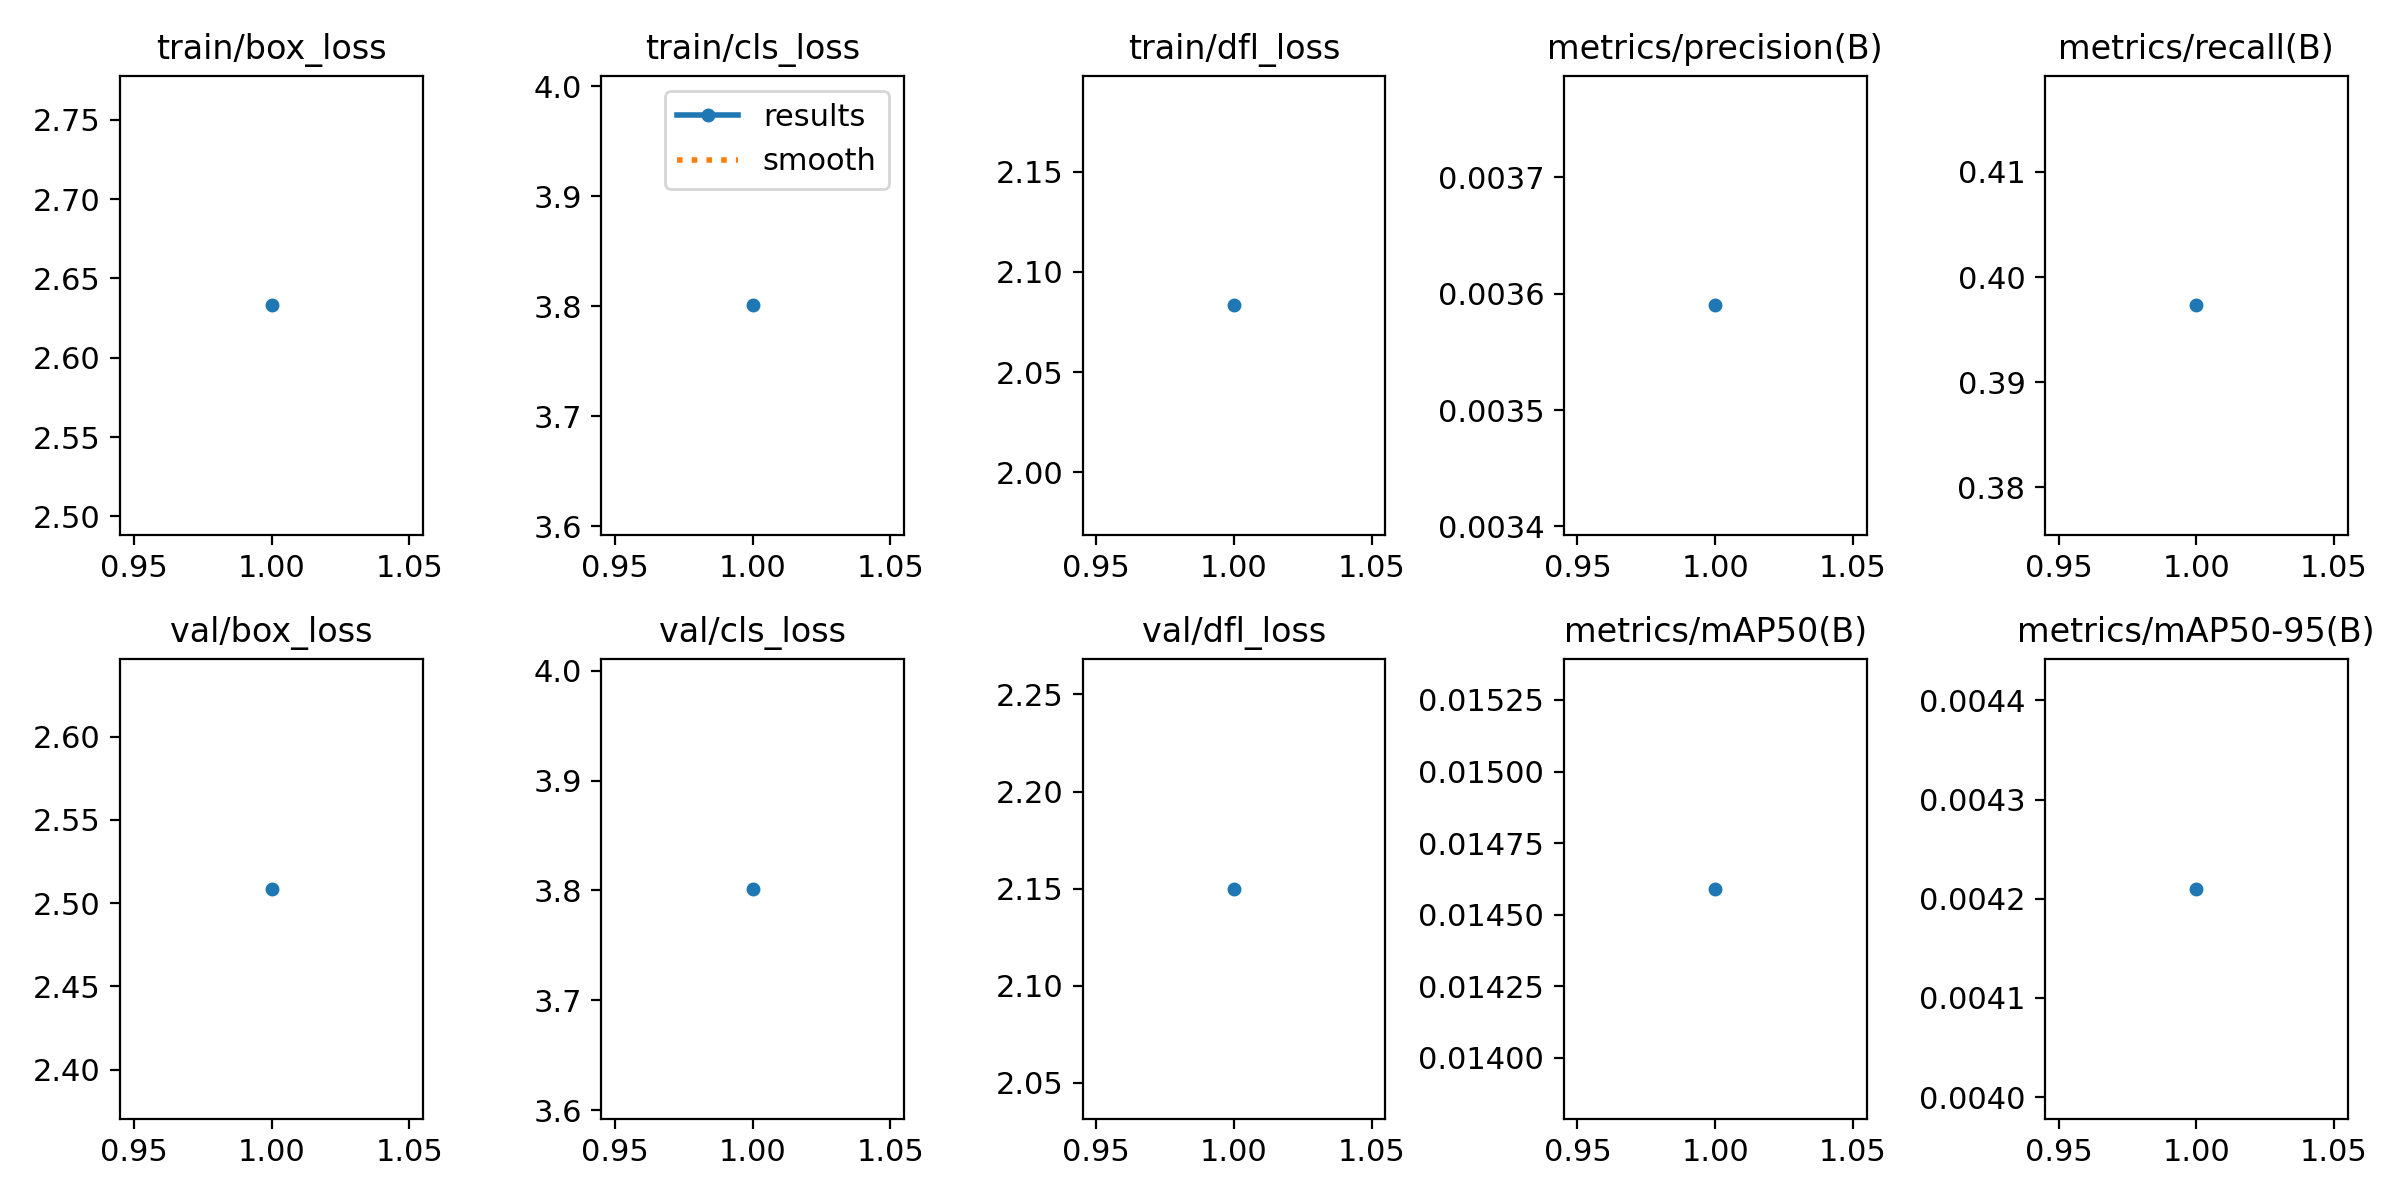 train/box_loss
train/cls_loss
train/dfl_loss
metrics/precision(B)
metrics/recall(B)
2.75
2.70
2.65
2.60
2.55
2.50
0.95 1.00 1.05
4.0
3.9
3.8
3.7
3.6
results
smooth
0.95 1.00 1.05
2.15
2.10
2.05
2.00
0.95 1.00 1.05
0.0037
0.0036
0.0035
0.0034
0.95 1.00 1.05
0.41
0.40
0.39
0.38
0.95 1.00 1.05
val/box_loss
val/cls_loss
val/dfl_loss
metrics/mAP50(B)
metrics/mAP50-95(B)
2.60
2.55
2.50
2.45
2.40
0.95 1.00 1.05
4.0
3.9
3.8
3.7
3.6
0.95 1.00 1.05
2.25
2.20
2.15
2.10
2.05
0.95 1.00 1.05
0.01525
0.01500
0.01475
0.01450
0.01425
0.01400
0.95 1.00 1.05
0.0044
0.0043
0.0042
0.0041
0.0040
0.95 1.00 1.05